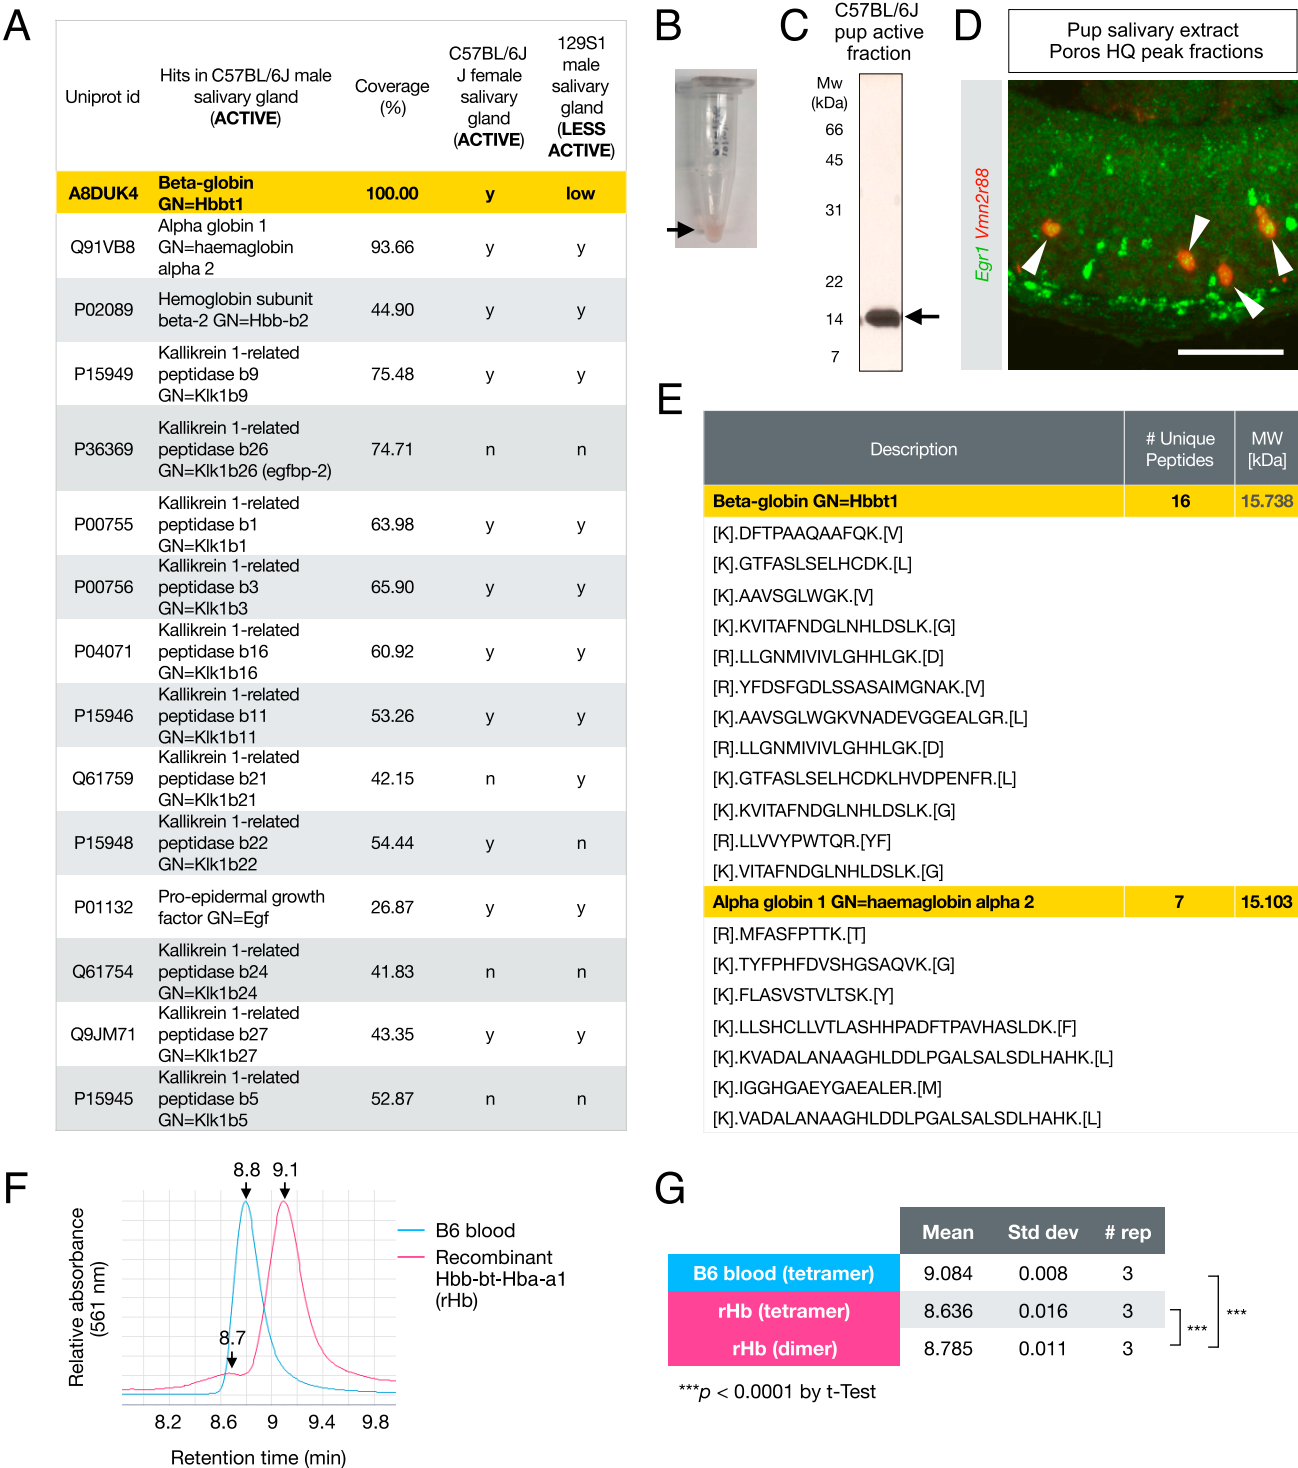 A
Uniprot id
Hits in C57BL/6J male
salivary gland
(ACTIVE)
Coverage
(%)
C57BL/6J
J female
salivary
gland
(ACTIVE)
129S1
male
salivary
gland
(LESS
ACTIVE)
A8DUK4
Beta-globin
GN=Hbbt1
100.00
y
low
Q91VB8
Alpha globin 1
GN=haemaglobin
alpha 2
93.66
y
y
P02089
Hemoglobin subunit
beta-2 GN=Hbb-b2
44.90
y
y
P15949
Kallikrein 1-related
peptidase b9
GN=Klk1b9
75.48
y
y
P36369
Kallikrein 1-related
peptidase b26
GN=Klk1b26 (egfbp-2)
74.71
n
n
P00755
Kallikrein 1-related
peptidase b1
GN=Klk1b1
63.98
y
y
P00756
Kallikrein 1-related
peptidase b3
GN=Klk1b3
65.90
y
y
P04071
Kallikrein 1-related
peptidase b16
GN=Klk1b16
60.92
y
y
P15946
Kallikrein 1-related
peptidase b11
GN=Klk1b11
53.26
y
y
Q61759
Kallikrein 1-related
peptidase b21
GN=Klk1b21
42.15
n
y
P15948
Kallikrein 1-related
peptidase b22
GN=Klk1b22
54.44
y
n
P01132
Pro-epidermal growth
factor GN=Egf
26.87
y
y
Q61754
Kallikrein 1-related
peptidase b24
GN=Klk1b24
41.83
n
n
Q9JM71
Kallikrein 1-related
peptidase b27
GN=Klk1b27
43.35
y
y
P15945
Kallikrein 1-related
peptidase b5
GN=Klk1b5
52.87
n
n
B
C
C57BL/6J
pup active
fraction
Mw
(kDa)
66
45
31
22
14
7
D
Pup salivary extract
Poros HQ peak fractions
Egr1 Vmn2r88
E
Description
# Unique
Peptides
MW
[kDa]
Beta-globin GN=Hbbt1
16
15.738
[K].DFTPAAQAAFQK.[V]
[K].GTFASLSELHCDK.[L]
[K].AAVSGLWGK.[V]
[K].KVITAFNDGLNHLDSLK.[G]
[R].LLGNMIVIVLGHHLGK.[D]
[R].YFDSFGDLSSASAIMGNAK.[V]
[K].AAVSGLWGKVNADEVGGEALGR.[L]
[R].LLGNMIVIVLGHHLGK.[D]
[K].GTFASLSELHCDKLHVDPENFR.[L]
[K].KVITAFNDGLNHLDSLK.[G]
[R].LLVVYPWTQR.[YF]
[K].VITAFNDGLNHLDSLK.[G]
Alpha globin 1 GN=haemaglobin alpha 2
7
15.103
[R].MFASFPTTK.[T]
[K].TYFPHFDVSHGSAQVK.[G]
[K].FLASVSTVLTSK.[Y]
[K].LLSHCLLVTLASHHPADFTPAVHASLDK.[F]
[K].KVADALANAAGHLDDLPGALSALSDLHAHK.[L]
[K].IGGHGAEYGAEALER.[M]
[K].VADALANAAGHLDDLPGALSALSDLHAHK.[L]
F
8.8
9.1
8.7
Relative absorbance
(561 nm)
8.2
8.6
9
9.4
9.8
Retention time (min)
B6 blood
Recombinant
Hbb-bt-Hba-a1
(rHb)
G
Mean
Std dev
# rep
B6 blood (tetramer)
9.084
0.008
3
rHb (tetramer)
8.636
0.016
3
rHb (dimer)
8.785
0.011
3
***
***
***p < 0.0001 by t-Test